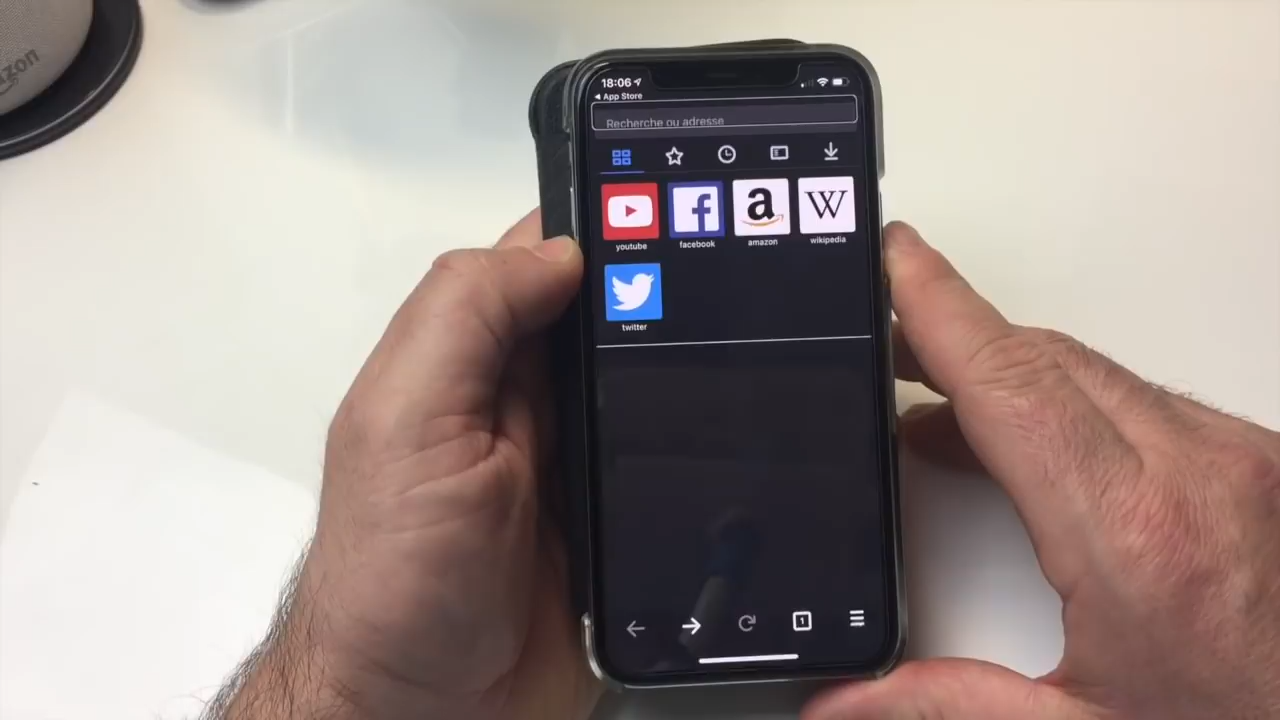 18:06
App Store
Recherche ou adresse
youtube
facebook
amazon
wikipedia
twitter
1